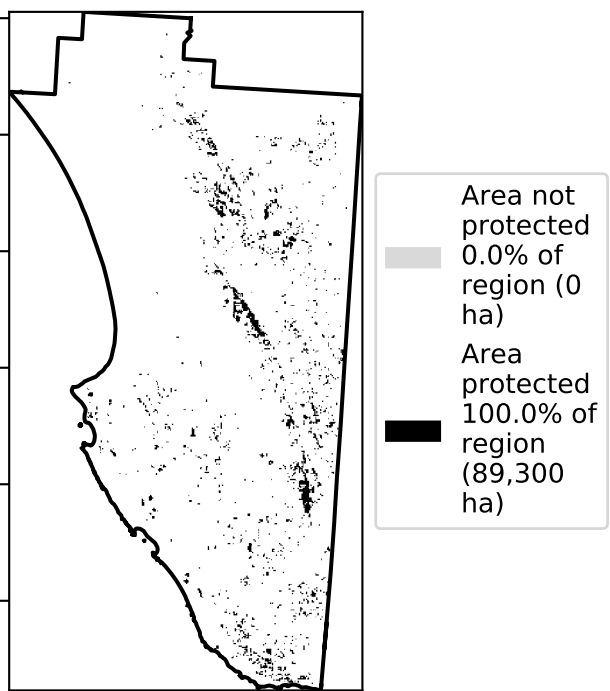 Area not
protected
0.0% of
region (0
ha)
Area
protected
100.0% of
region
(89,300
ha)